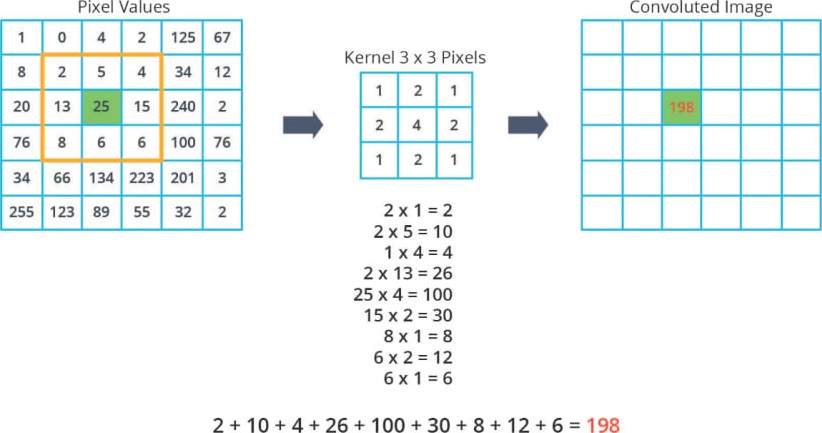 Pixel Values
1 0 4 2 125 67
8 2 5 4 34 12
20 13 25 15 240 2
76 8 6 6 100 76
34 66 134 223 201 3
255 123 89 55 32 2
Kernel 3 x 3 Pixels
1 2 1
2 4 2
1 2 1
2 x 1 = 2
2 x 5 = 10
1 x 4 = 4
2 x 13 = 26
25 x 4 = 100
15 x 2 = 30
8 x 1 = 8
6 x 2 = 12
6 x 1 = 6
Convoluted Image
198
2 + 10 + 4 + 26 + 100 + 30 + 8 + 12 + 6 = 198